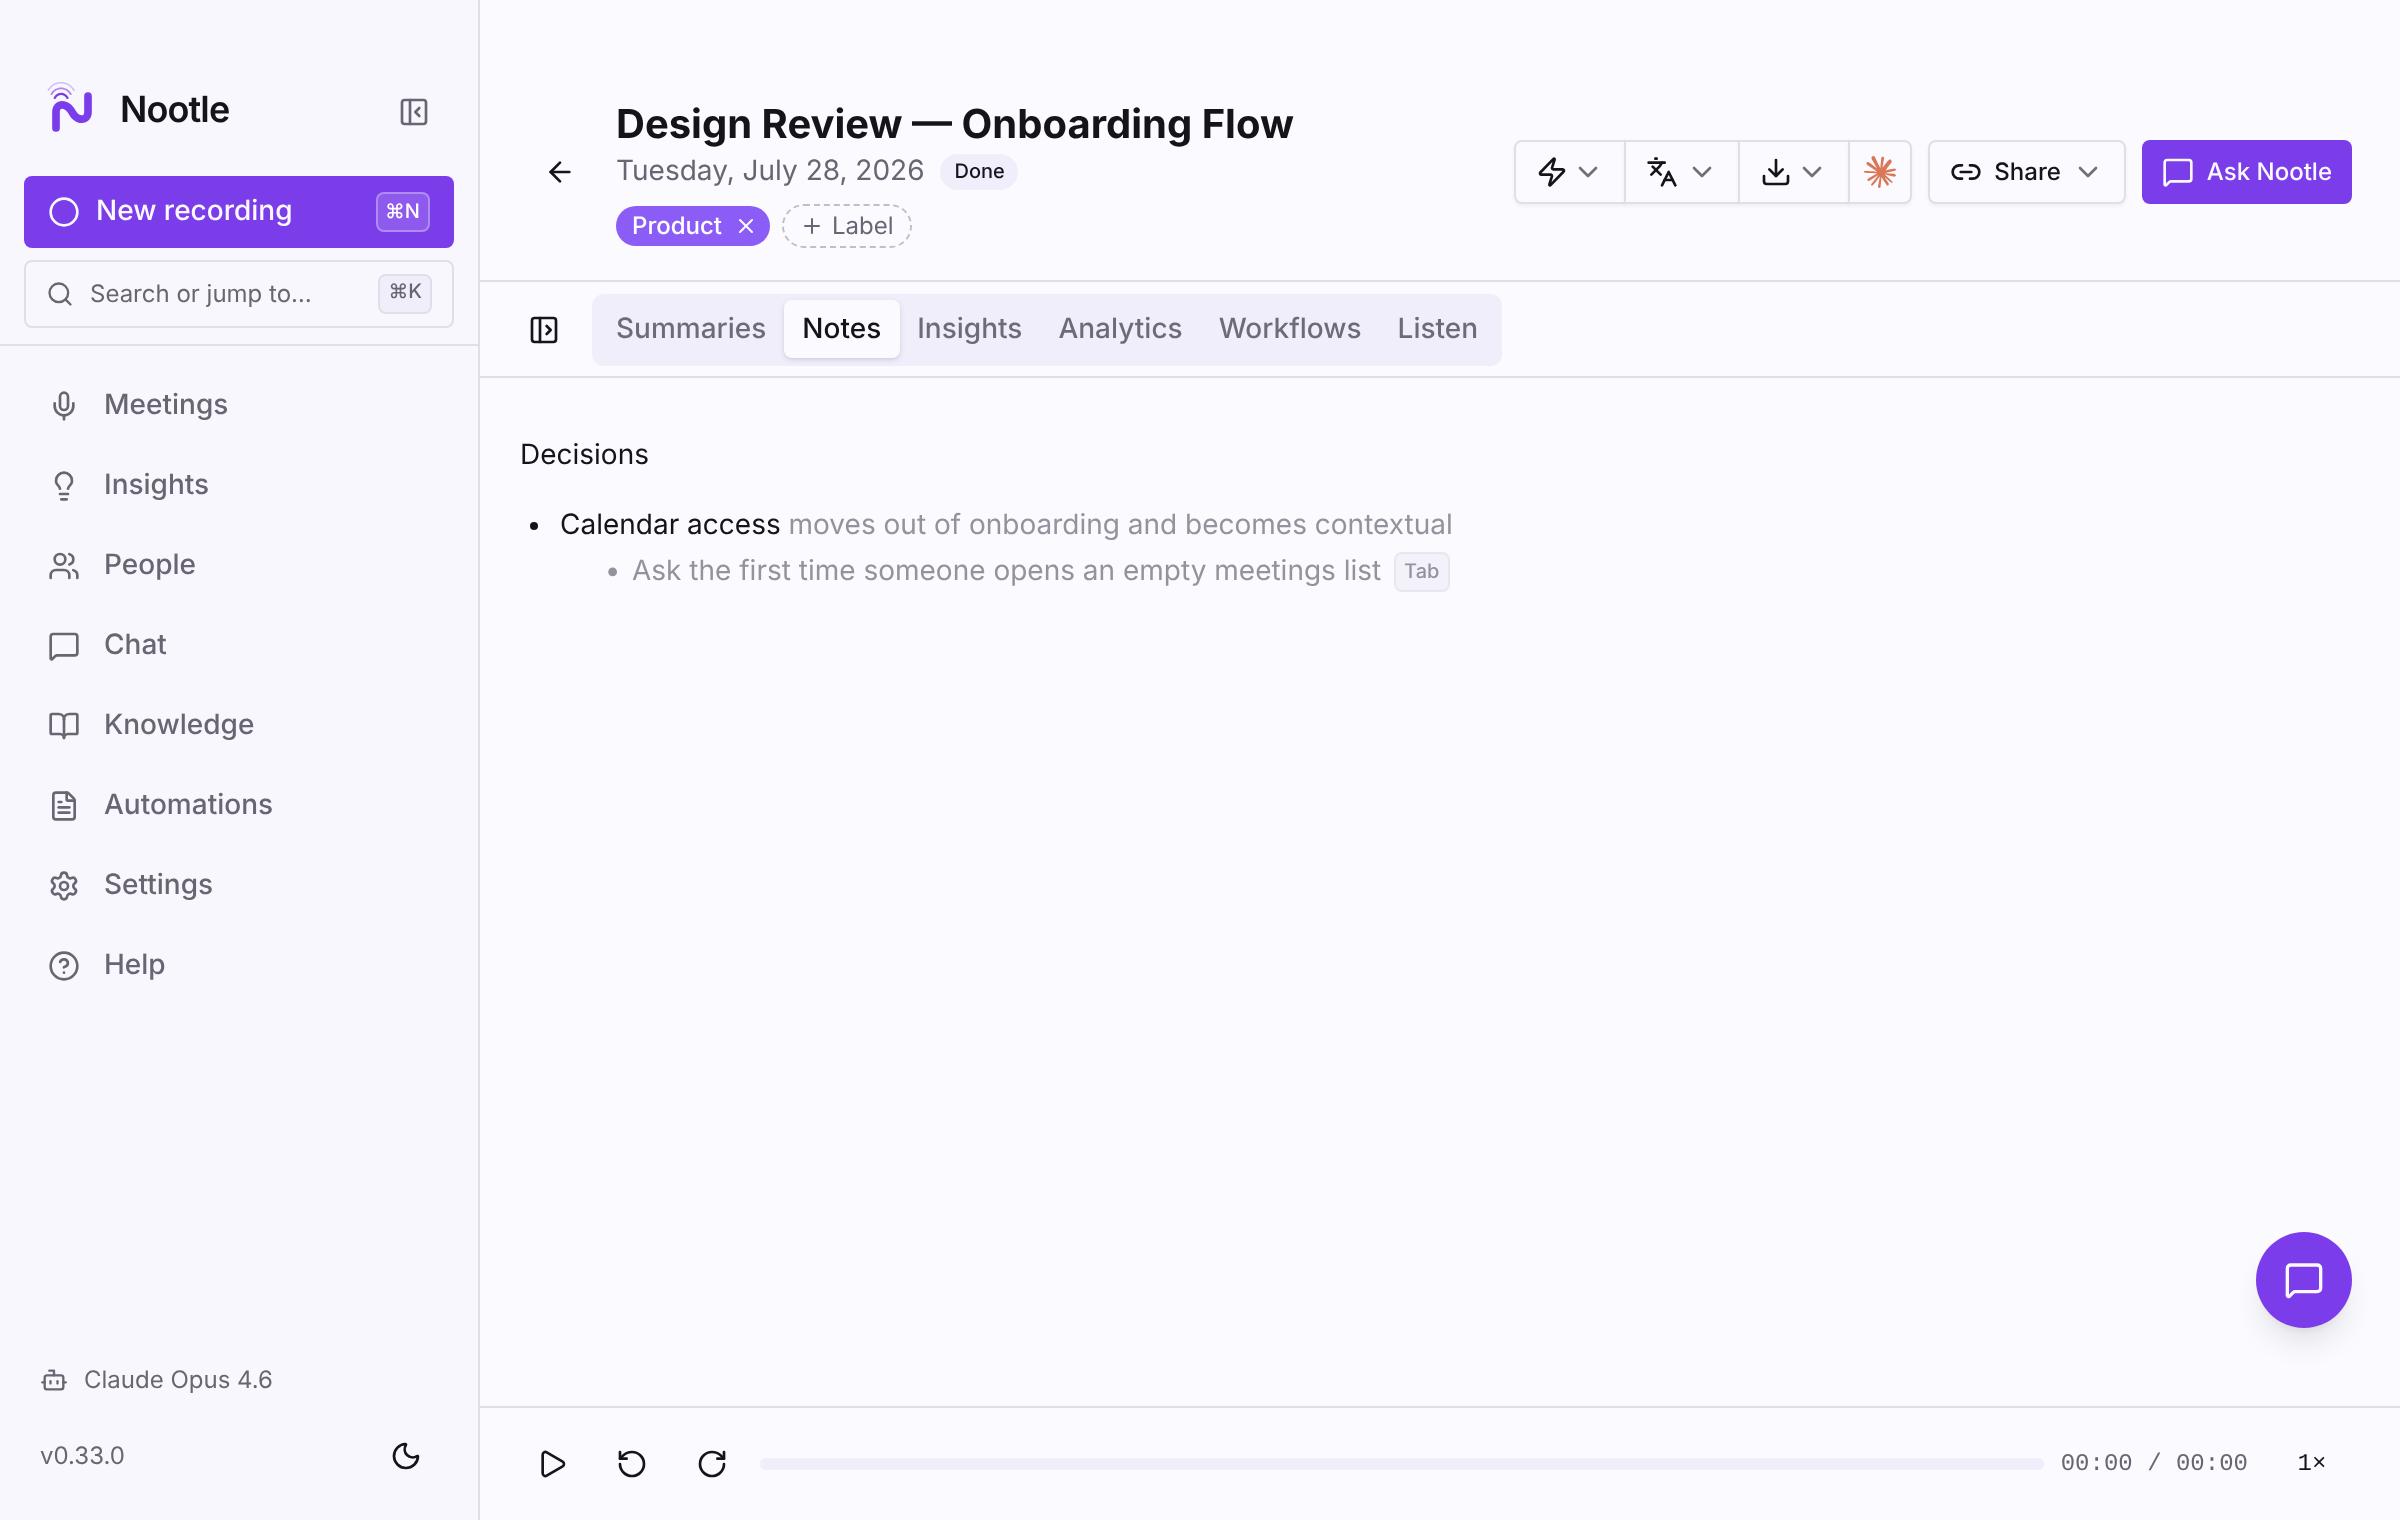 Nootle
New recording ⌘N
Search or jump to... ⌘K
Meetings
Insights
People
Chat
Knowledge
Automations
Settings
Help
Claude Opus 4.6
v0.33.0
Design Review — Onboarding Flow
Tuesday, July 28, 2026 Done
Product + Label
Share
Ask Nootle
Summaries Notes Insights Analytics Workflows Listen
Decisions
• Calendar access moves out of onboarding and becomes contextual
• Ask the first time someone opens an empty meetings list Tab
00:00 / 00:00 1×